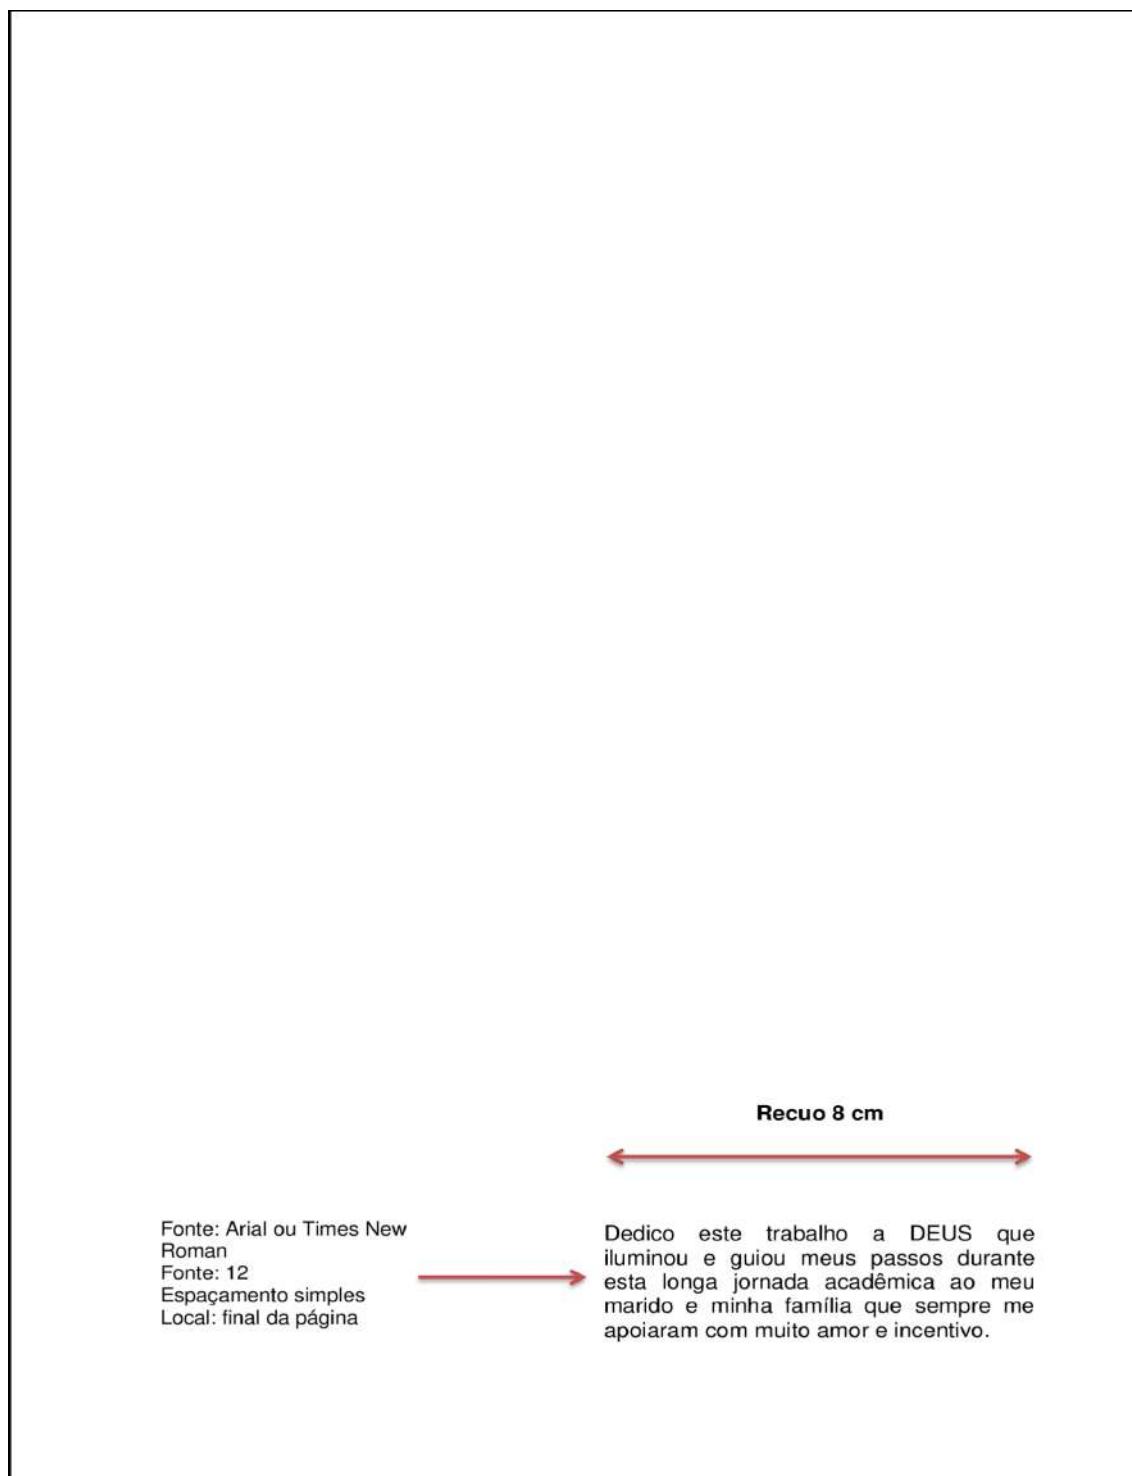 Recuo 8 cm
Fonte: Arial ou Times New
Roman
Fonte: 12
Espaçamento simples
Local: final da página
Dedico este trabalho a DEUS que
iluminou e guiou meus passos durante
esta longa jornada acadêmica ao meu
marido e minha família que sempre me
apoiaram com muito amor e incentivo.